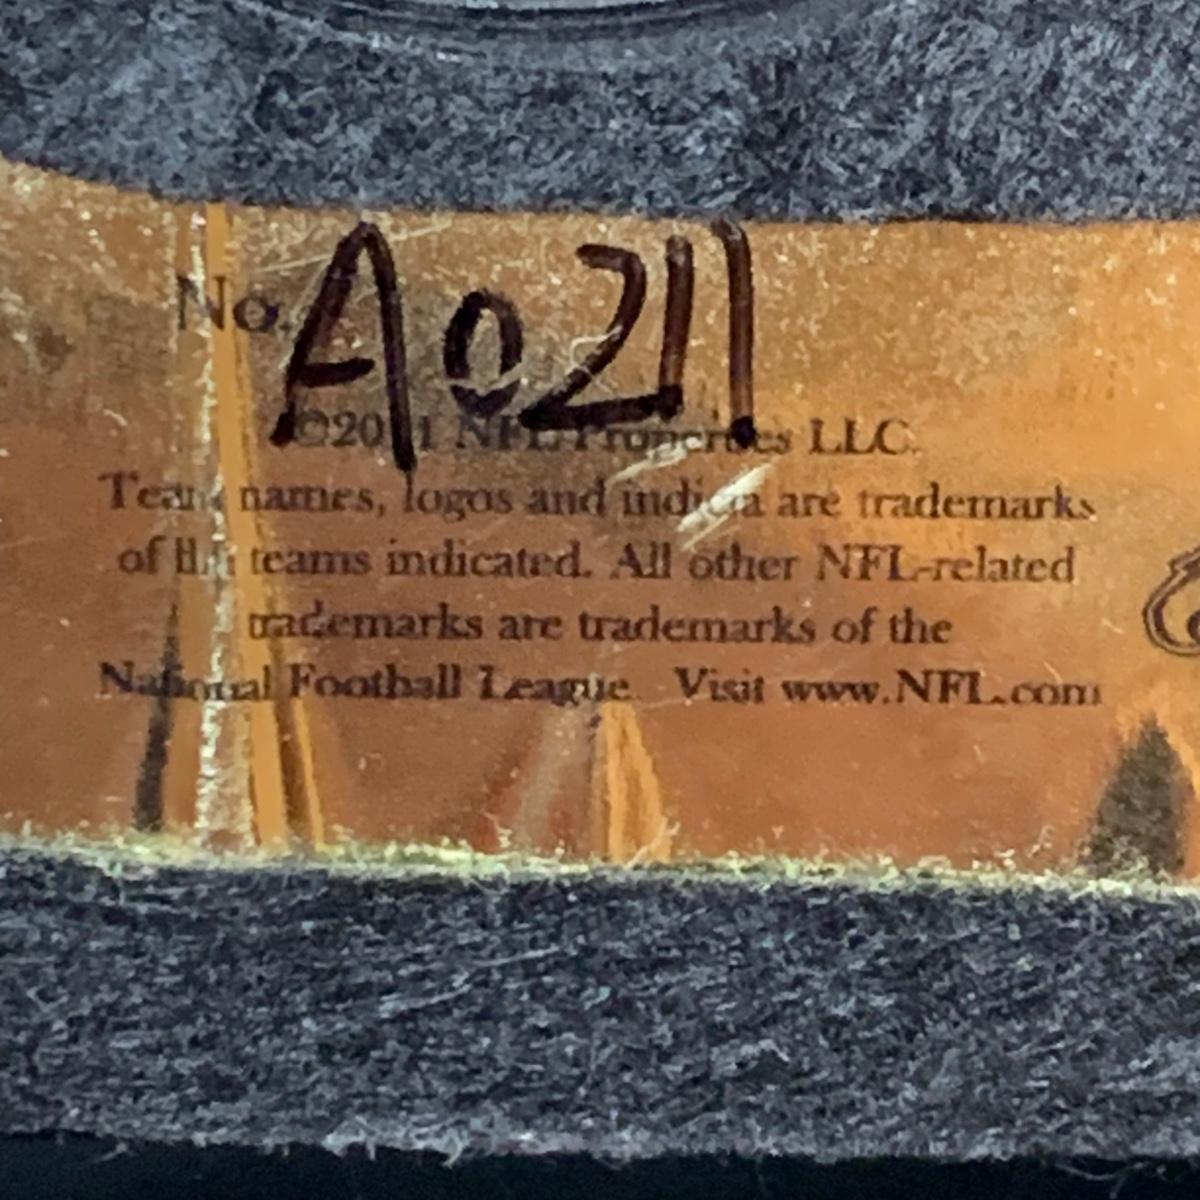 No. A0211
©2011 NFL Properties LLC.
Team names, logos and indicia are trademarks
of the teams indicated. All other NFL-related
trademarks are trademarks of the
National Football League. Visit www.NFL.com